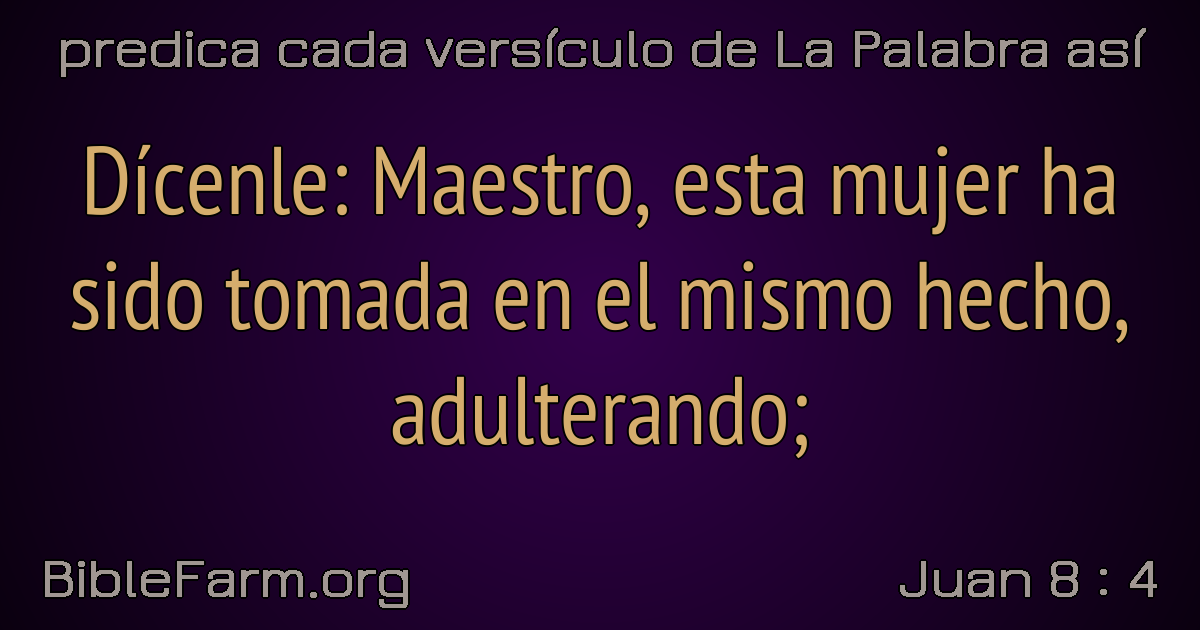 predica cada versículo de La Palabra así
Dícenle: Maestro, esta mujer ha
sido tomada en el mismo hecho,
adulterando;
BibleFarm.org
Juan 8 : 4